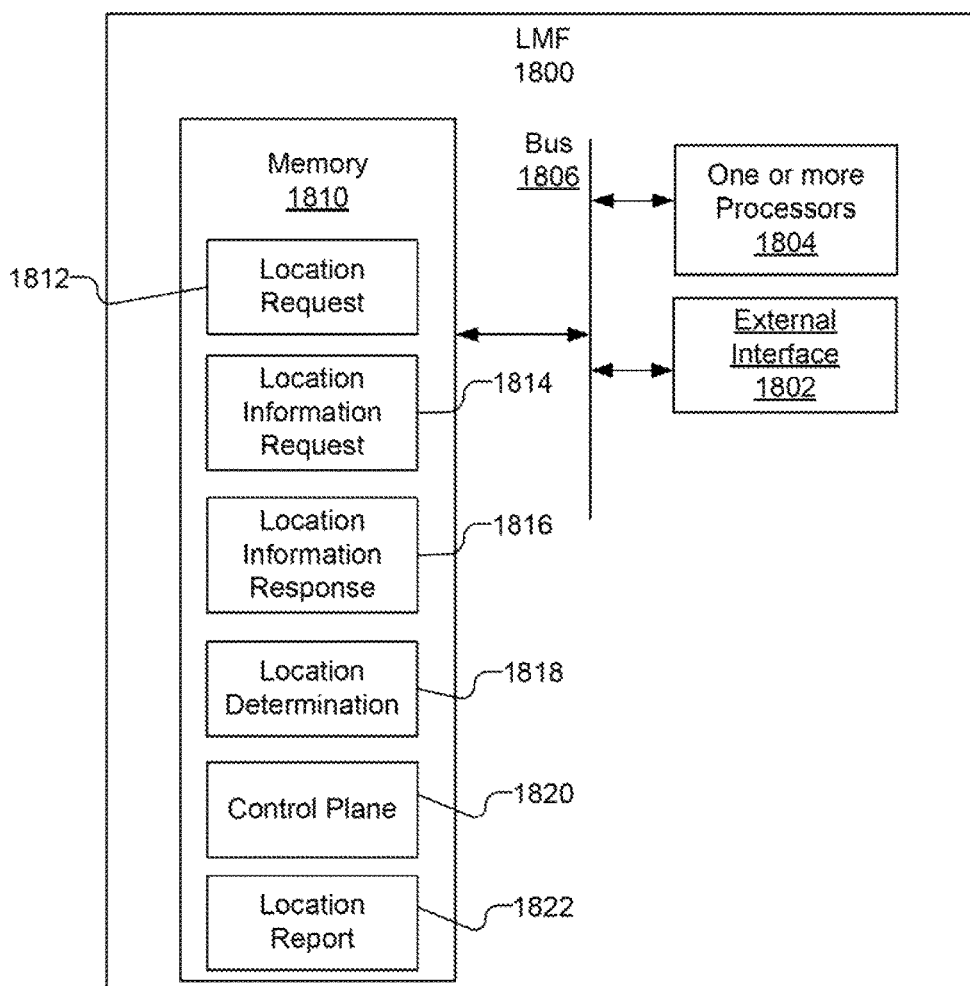 LMF
1800
Memory
1810
Bus
1806
One or more
Processors
1804
1812
Location
Request
External
Interface
1802
Location
Information
Request
1814
Location
Information
Response
1816
Location
Determination
1818
Control Plane
1820
Location
Report
1822